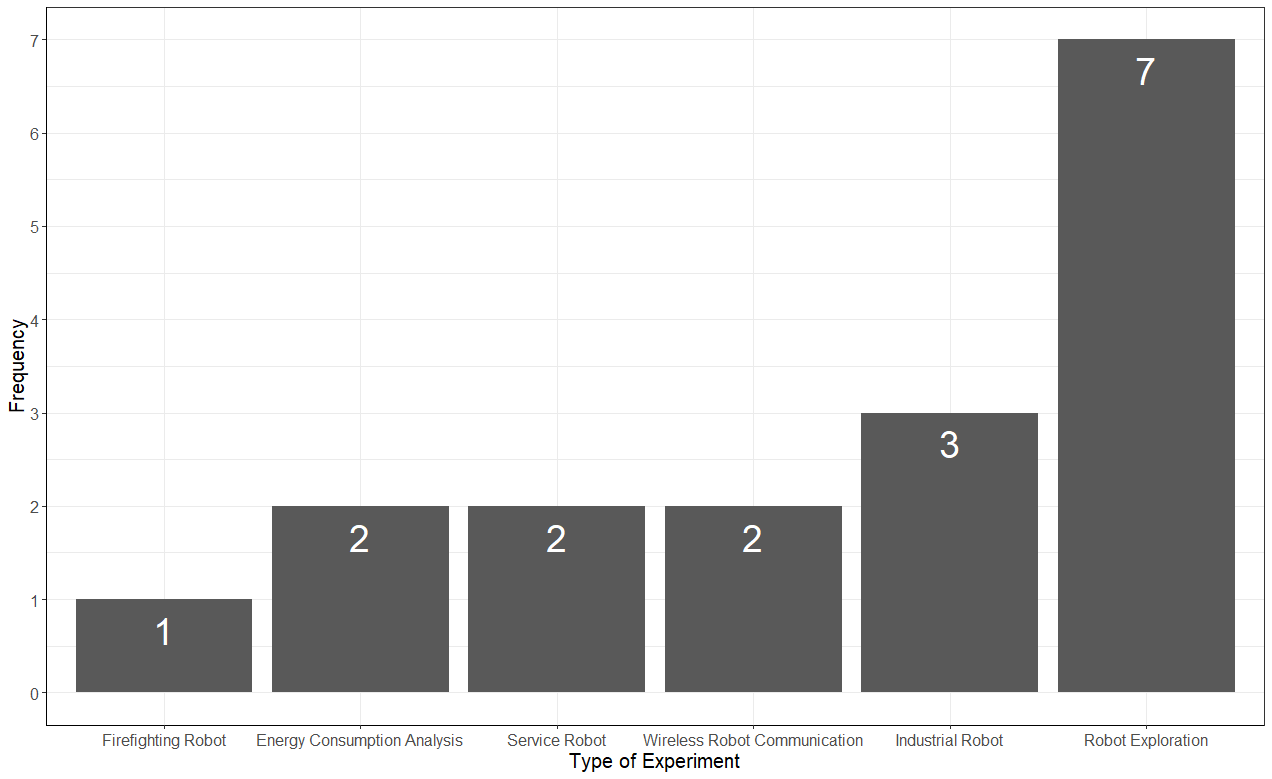 Frequency
7
6
5
4
3
2
1
0
1
2
2
2
3
7
Firefighting Robot
Energy Consumption Analysis
Service Robot
Wireless Robot Communication
Industrial Robot
Robot Exploration
Type of Experiment